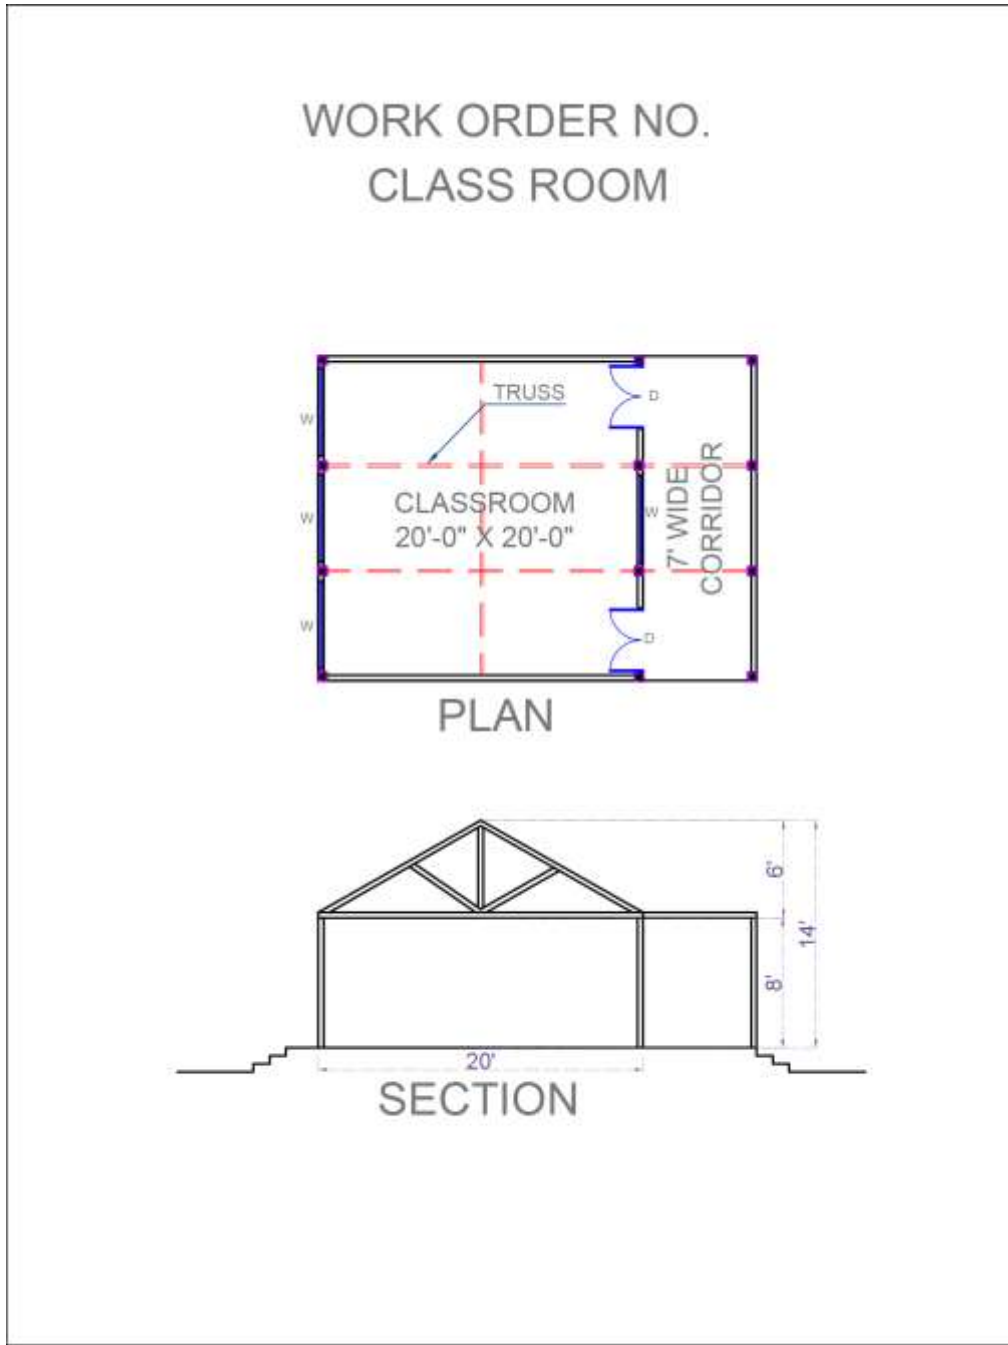 WORK ORDER NO.
CLASS ROOM
TRUSS
D
W
CLASSROOM
20'-0" X 20'-0"
7' WIDE
CORRIDOR
W
W
W
D
PLAN
6'
14'
8'
20'
SECTION